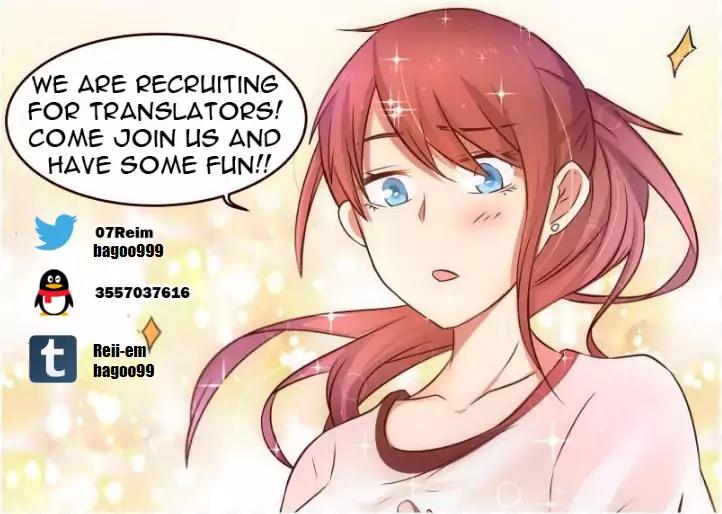 WE ARE RECRUITING
FOR TRANSLATORS!
COME JOIN US AND
HAVE SOME FUN!!
07Reim
bagoo999
3557037616
t
Reii-em
bagoo99